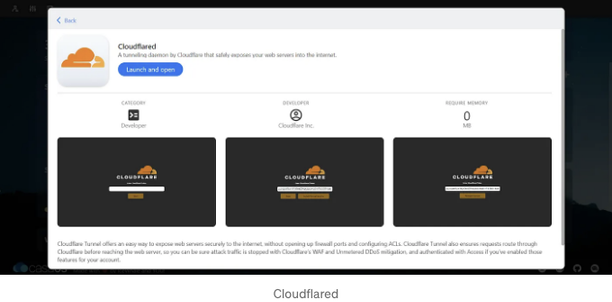 Back
Cloudflared
A tunneling daemon by Cloudflare that safely exposes your web servers into the internet.
Launch and open
CATEGORY
DEVELOPER
REQUIRE MEMORY
Developer
Cloudflare Inc.
0
MB
CLOUDFLARE
CLOUDFLARE
CLOUDFLARE
Cloudflare Tunnel offers an easy way to expose web servers securely to the internet, without opening up firewall ports and configuring ACLs. Cloudflare Tunnel also ensures requests route through
Cloudflare before reaching the web server, so you can be sure attack traffic is stopped with Cloudflare's WAF and Unmetered DDoS mitigation, and authenticated with Access if you've enabled those
features for your account.
Cloudflared